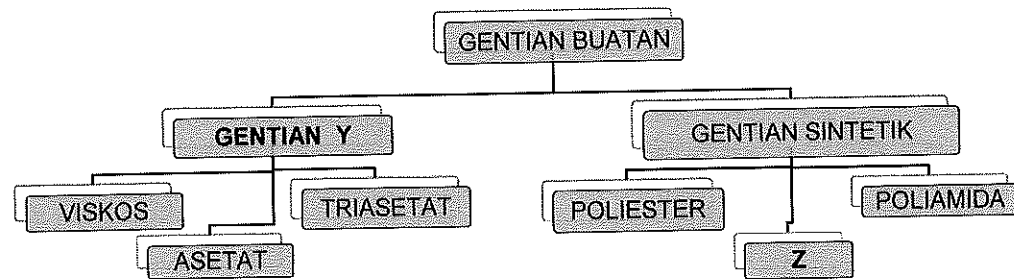 GENTIAN BUATAN
GENTIAN Y
GENTIAN SINTETIK
VISKOS
TRIASETAT
POLIESTER
POLIAMIDA
ASETAT
Z